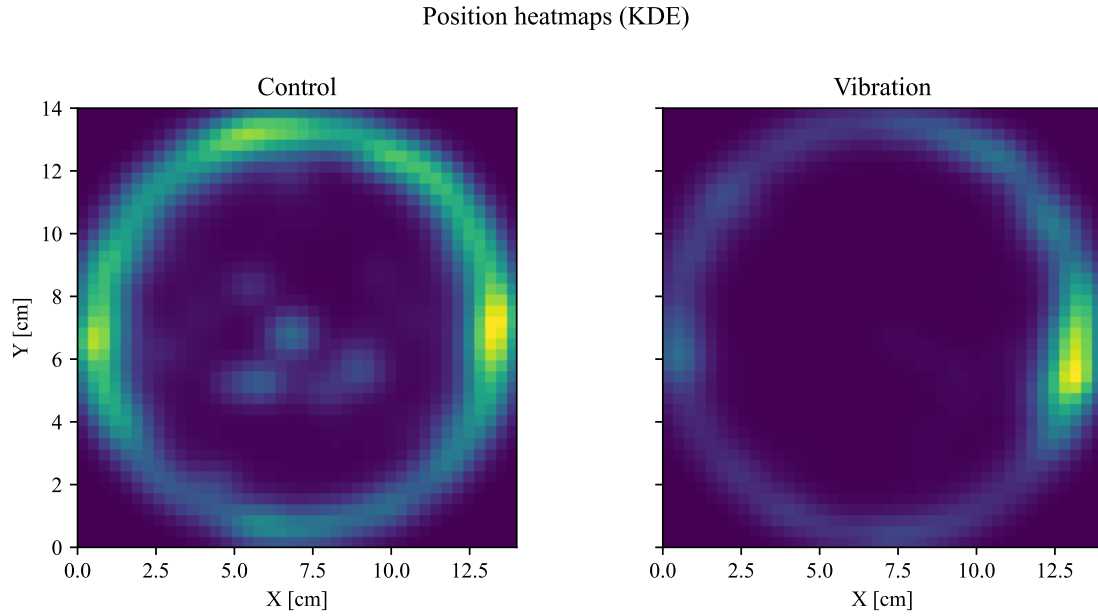 Position heatmaps (KDE)
Control
Vibration
14
12
10
8
6
4
2
0
Y [cm]
0.0 2.5 5.0 7.5 10.0 12.5
X [cm]
0.0 2.5 5.0 7.5 10.0 12.5
X [cm]